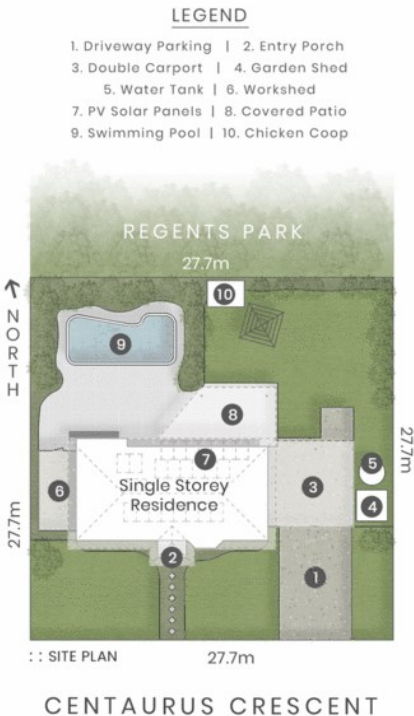 LEGEND
1. Driveway Parking | 2. Entry Porch
3. Double Carport | 4. Garden Shed
5. Water Tank | 6. Workshed
7. PV Solar Panels | 8. Covered Patio
9. Swimming Pool | 10. Chicken Coop
REGENTS PARK
27.7m
NORTH
10
9
8
7
Single Storey
Residence
6
3
5
4
27.7m
27.7m
2
1
:: SITE PLAN
27.7m
CENTAURUS CRESCENT